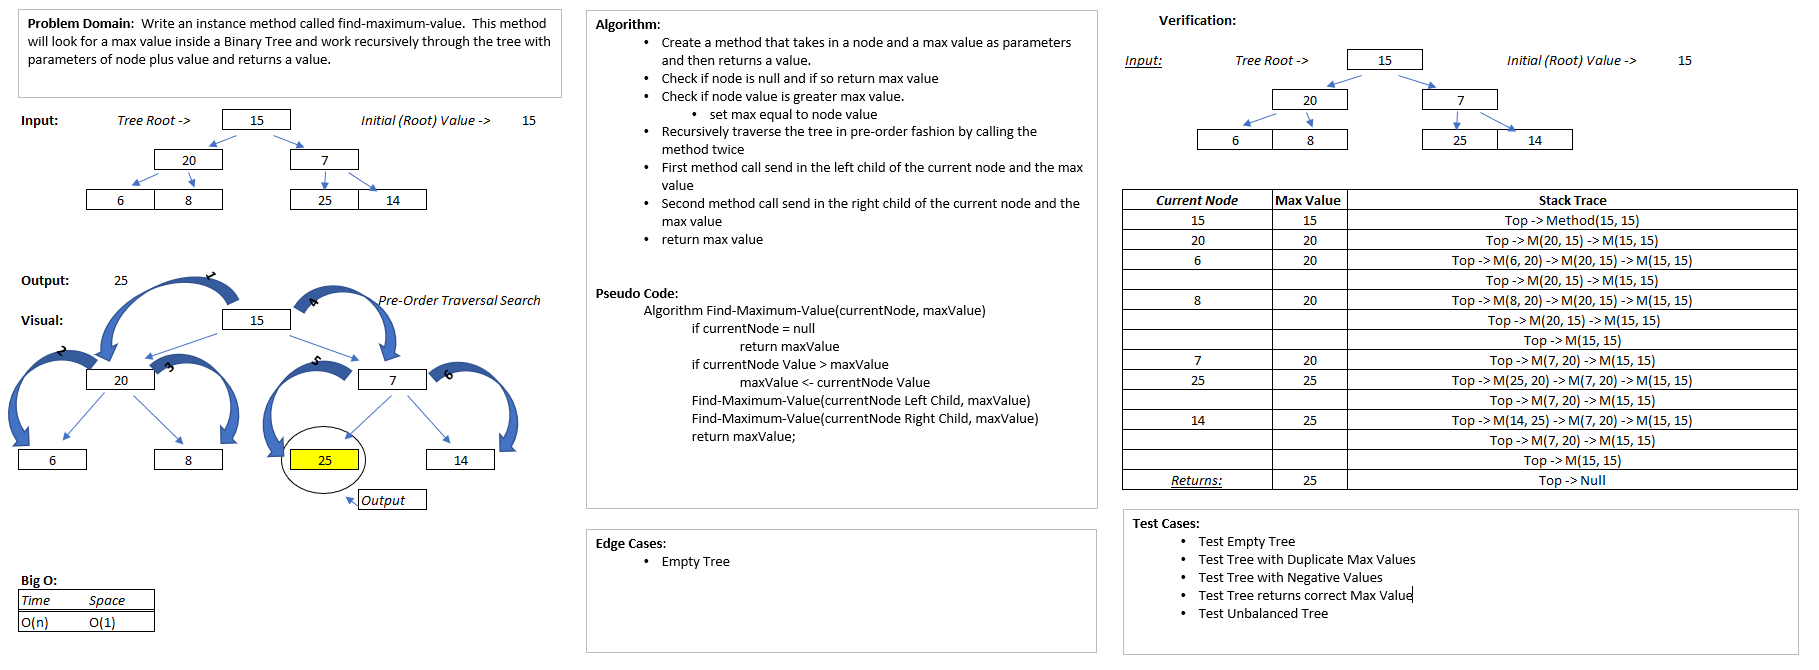 Problem Domain: Write an instance method called find-maximum-value. This method
will look for a max value inside a Binary Tree and work recursively through the tree with
parameters of node plus value and returns a value.
Input: Tree Root -> 15 Initial (Root) Value -> 15
20 7
6 8 25 14
Output: 25
1 4
Pre-Order Traversal Search
Visual: 15
2 3 5 6
20 7
6 8 25 14
Output
Big O:
Time Space
O(n) O(1)
Algorithm:
• Create a method that takes in a node and a max value as parameters
and then returns a value.
• Check if node is null and if so return max value
• Check if node value is greater max value.
• set max equal to node value
• Recursively traverse the tree in pre-order fashion by calling the
method twice
• First method call send in the left child of the current node and the max
value
• Second method call send in the right child of the current node and the
max value
• return max value
Pseudo Code:
Algorithm Find-Maximum-Value(currentNode, maxValue)
if currentNode = null
return maxValue
if currentNode Value > maxValue
maxValue <- currentNode Value
Find-Maximum-Value(currentNode Left Child, maxValue)
Find-Maximum-Value(currentNode Right Child, maxValue)
return maxValue;
Edge Cases:
• Empty Tree
Verification:
Input: Tree Root -> 15 Initial (Root) Value -> 15
20 7
6 8 25 14
Current Node Max Value Stack Trace
15 15 Top -> Method(15, 15)
20 20 Top -> M(20, 15) -> M(15, 15)
6 20 Top -> M(6, 20) -> M(20, 15) -> M(15, 15)
Top -> M(20, 15) -> M(15, 15)
8 20 Top -> M(8, 20) -> M(20, 15) -> M(15, 15)
Top -> M(20, 15) -> M(15, 15)
Top -> M(15, 15)
7 20 Top -> M(7, 20) -> M(15, 15)
25 25 Top -> M(25, 20) -> M(7, 20) -> M(15, 15)
Top -> M(7, 20) -> M(15, 15)
14 25 Top -> M(14, 25) -> M(7, 20) -> M(15, 15)
Top -> M(7, 20) -> M(15, 15)
Top -> M(15, 15)
Returns: 25 Top -> Null
Test Cases:
• Test Empty Tree
• Test Tree with Duplicate Max Values
• Test Tree with Negative Values
• Test Tree returns correct Max Value
• Test Unbalanced Tree